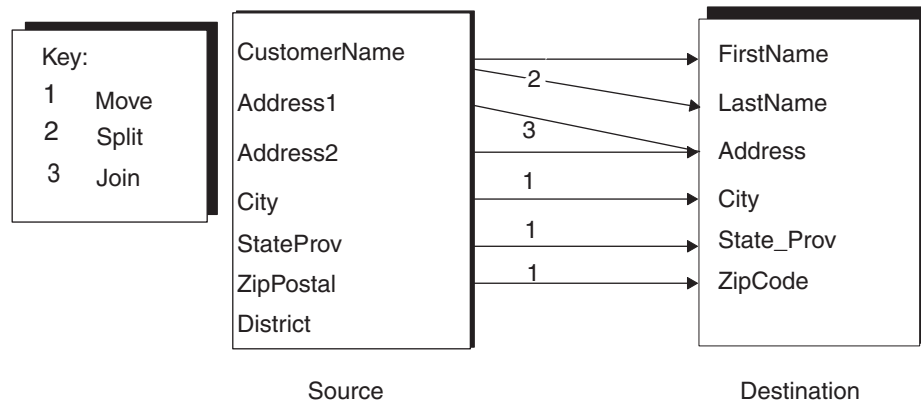 Key:
1 Move
2 Split
3 Join
CustomerName
Address1
Address2
City
StateProv
ZipPostal
District
2
3
1
1
1
FirstName
LastName
Address
City
State_Prov
ZipCode
Source
Destination